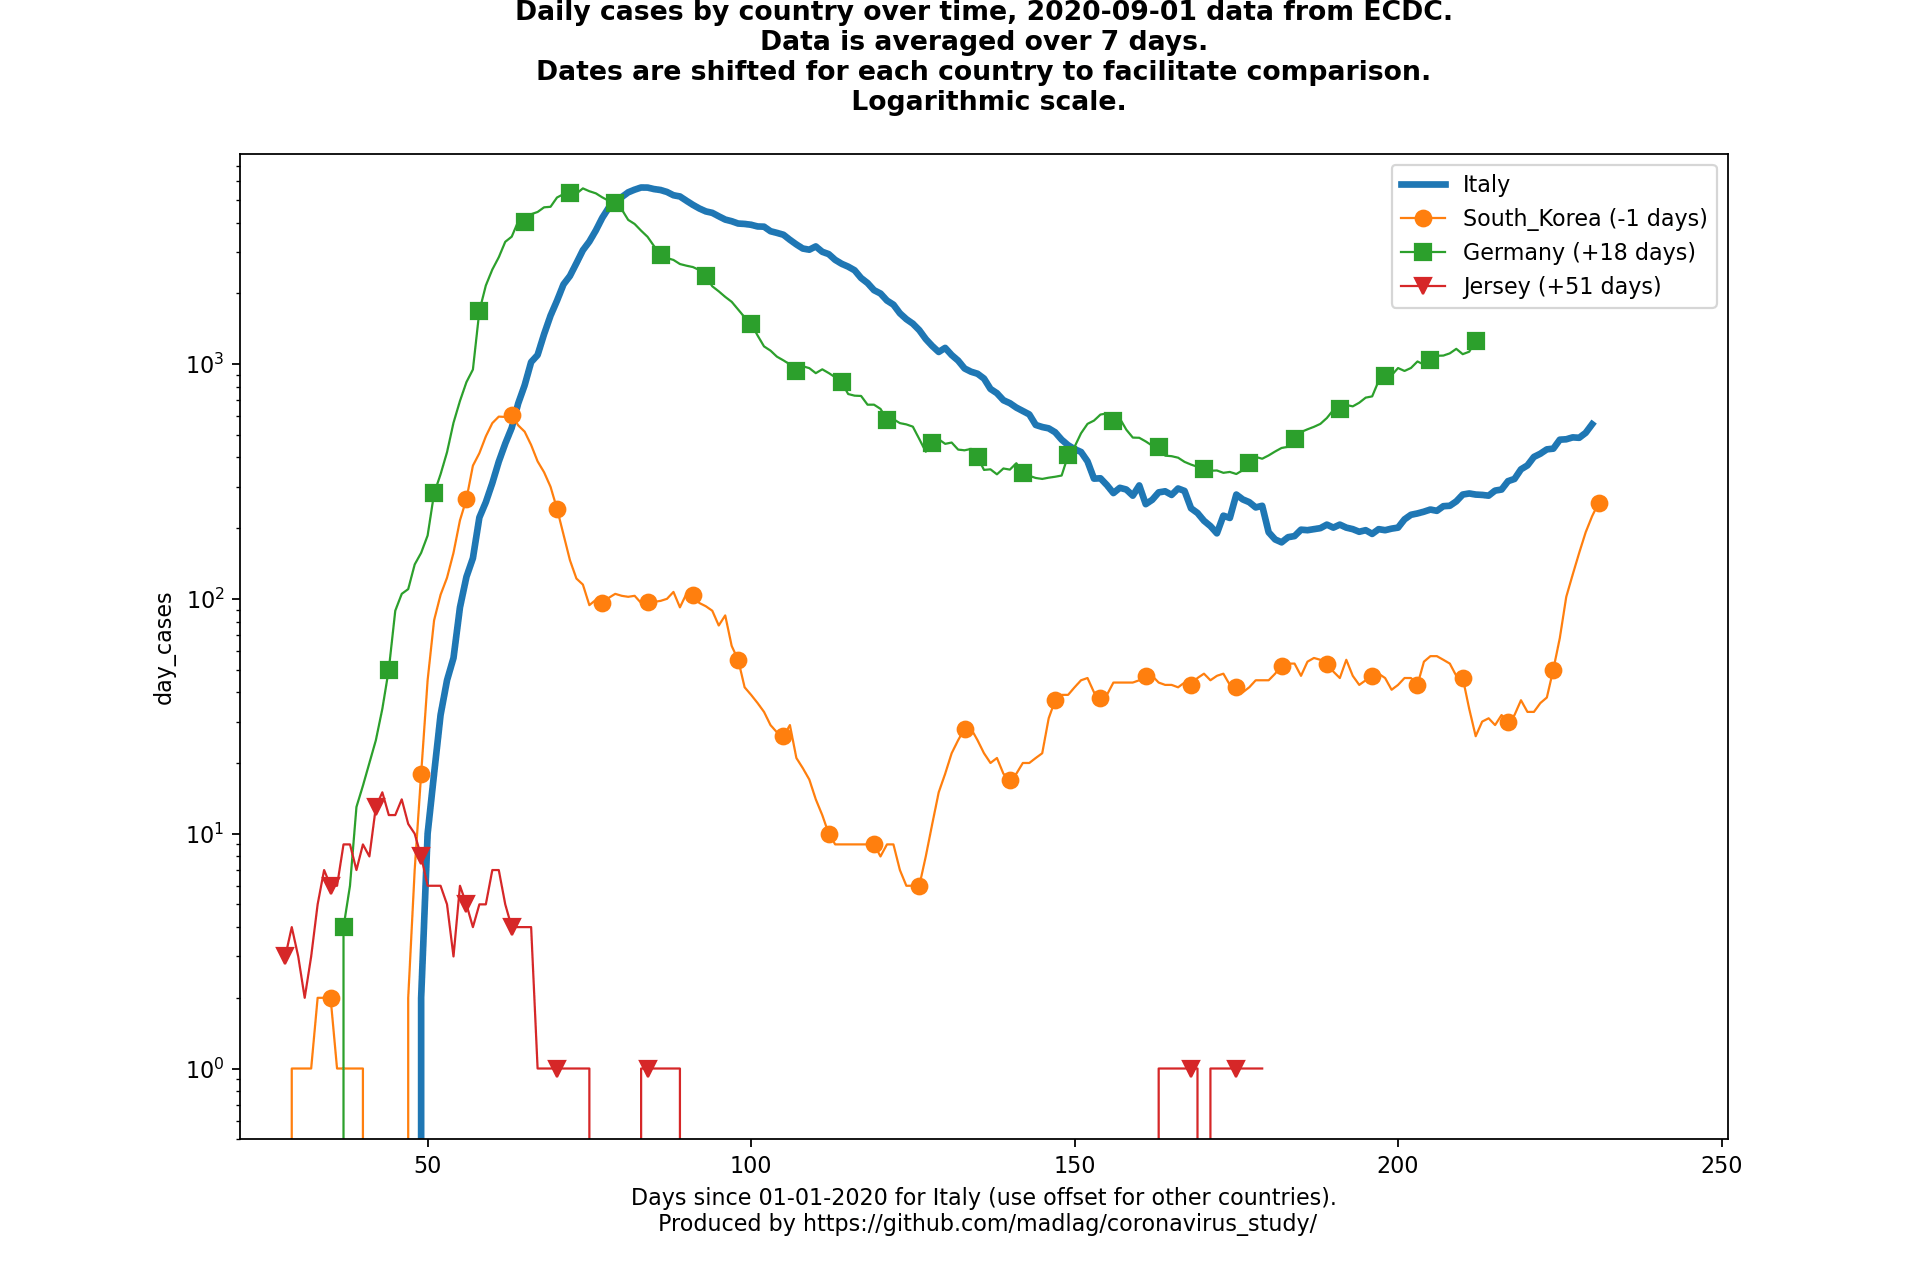 Daily cases by country over time, 2020-09-01 data from ECDC.
Data is averaged over 7 days.
Dates are shifted for each country to facilitate comparison.
Logarithmic scale.
Italy
South_Korea (-1 days)
Germany (+18 days)
Jersey (+51 days)
10³
10²
10¹
10⁰
day_cases
50
100
150
200
250
Days since 01-01-2020 for Italy (use offset for other countries).
Produced by https://github.com/madlag/coronavirus_study/